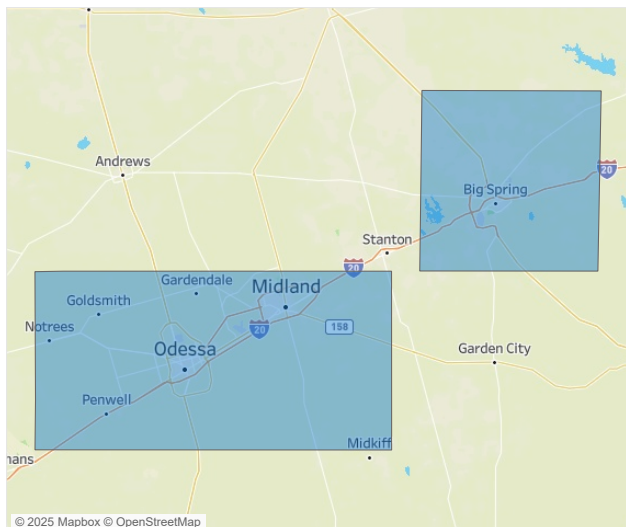 Andrews
20
Big Spring
Stanton
20
Gardendale
Midland
Goldsmith
Notrees
20
158
Odessa
Garden City
Penwell
Midkiff
mans
© 2025 Mapbox © OpenStreetMap